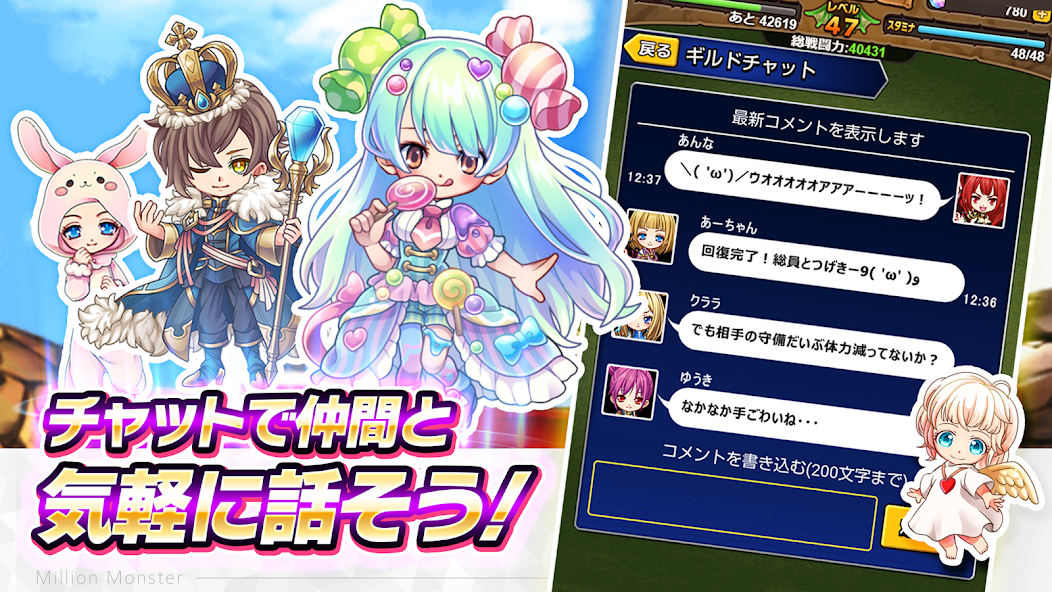 チャットで仲間と
気軽に話そう!
Million Monster
あと 42619
レベル
47
スタミナ
780
48/48
総戦闘力:40431
戻る
ギルドチャット
最新コメントを表示します
あんな
12:37
＼( 'ω')／ウオオオオオアアアーーーーッ！
あーちゃん
回復完了！総員とつげきー9( 'ω' )و
12:36
クララ
でも相手の守備だいぶ体力減ってないか？
ゆうき
なかなか手ごわいね・・・
コメントを書き込む(200文字まで)